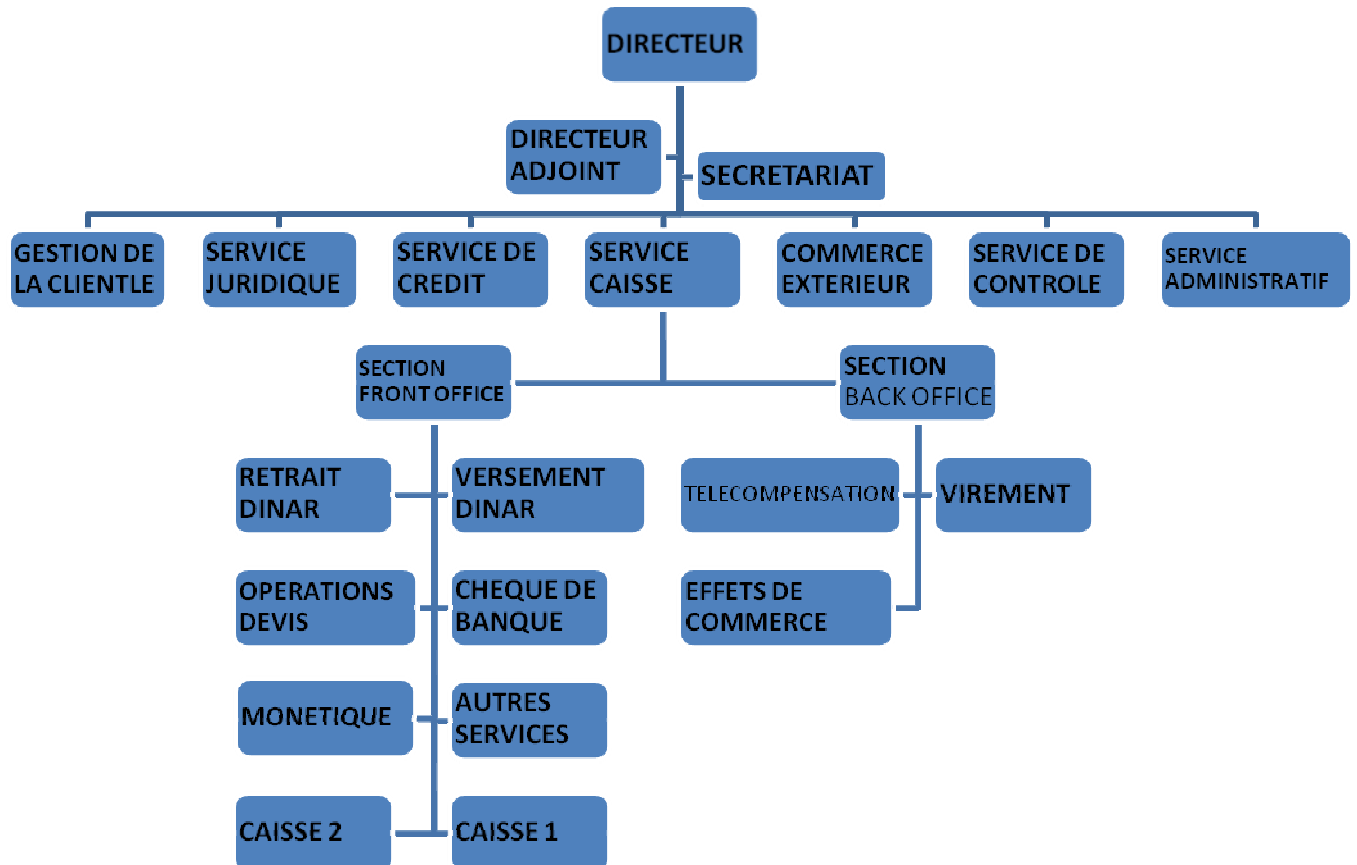 DIRECTEUR
DIRECTEUR
ADJOINT
SECRETARIAT
GESTION DE
LA CLIENTLE
SERVICE
JURIDIQUE
SERVICE DE
CREDIT
SERVICE
CAISSE
COMMERCE
EXTERIEUR
SERVICE DE
CONTROLE
SERVICE
ADMINISTRATIF
SECTION
FRONT OFFICE
SECTION
BACK OFFICE
RETRAIT
DINAR
VERSEMENT
DINAR
TELECOMPENSATION
VIREMENT
OPERATIONS
DEVIS
CHEQUE DE
BANQUE
EFFETS DE
COMMERCE
MONETIQUE
AUTRES
SERVICES
CAISSE 2
CAISSE 1